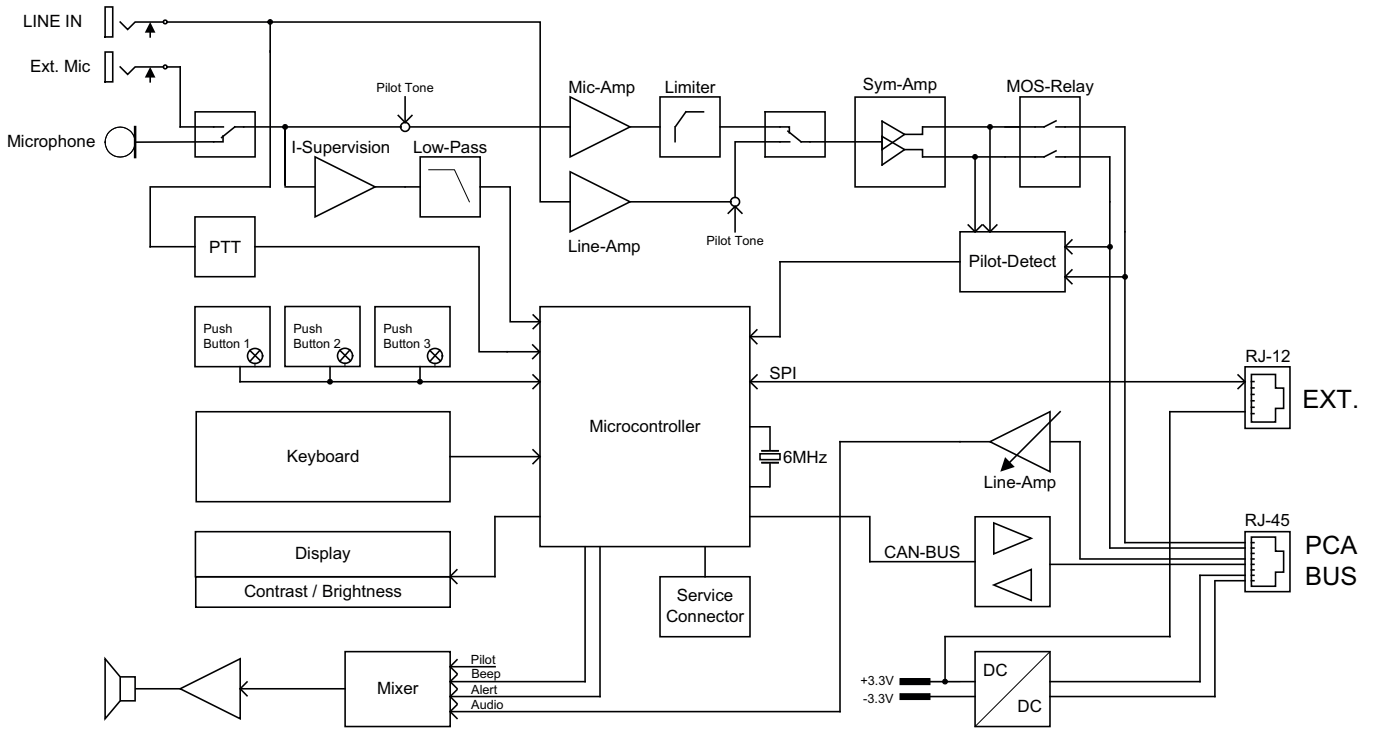 LINE IN
Ext. Mic
Microphone
Pilot Tone
Mic-Amp
Limiter
Sym-Amp
MOS-Relay
I-Supervision
Low-Pass
Line-Amp
Pilot Tone
PTT
Pilot-Detect
Push
Button 1
Push
Button 2
Push
Button 3
SPI
RJ-12
EXT.
Microcontroller
Keyboard
6MHz
Line-Amp
RJ-45
PCA
BUS
CAN-BUS
Display
Contrast / Brightness
Service
Connector
Pilot
Beep
Alert
Audio
Mixer
+3.3V
-3.3V
DC
DC